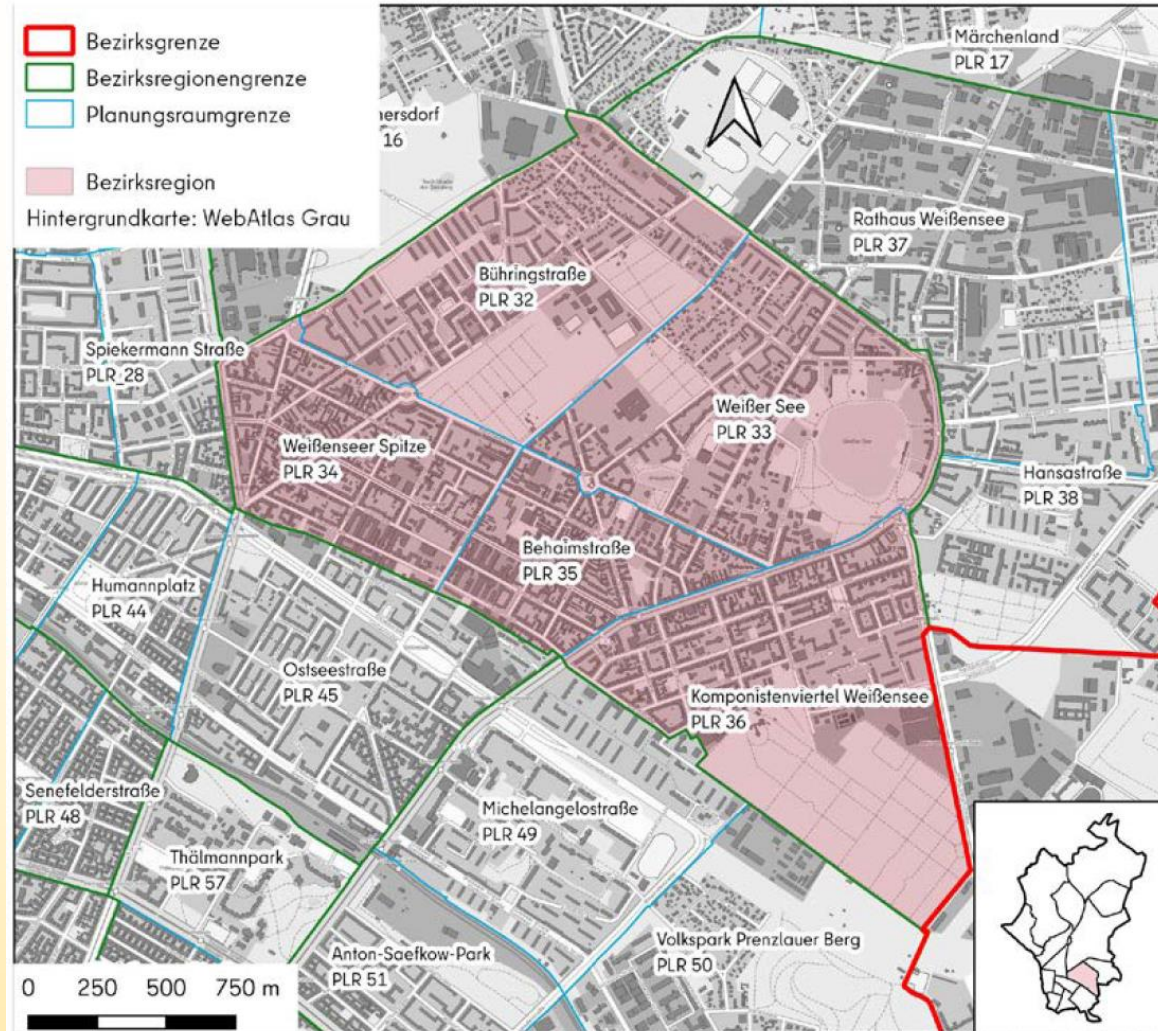 Bezirksgrenze
Bezirksregionengrenze
Planungsraumgrenze
Bezirksregion
Hintergrundkarte: WebAtlas Grau
Märchenland
PLR 17
nersdorf
16
Rathaus Weißensee
PLR 37
Bühringstraße
PLR 32
Spiekermann Straße
PLR_28
Weißer See
PLR 33
Weißer See
Weißenseer Spitze
PLR 34
Hansastraße
PLR 38
Behaimstraße
PLR 35
Humannplatz
PLR 44
Ostseestraße
PLR 45
Komponistenviertel Weißensee
PLR 36
Senefelderstraße
PLR 48
Michelangelostraße
PLR 49
Thälmannpark
PLR 57
Volkspark Prenzlauer Berg
PLR 50
Anton-Saefkow-Park
PLR 51
0 250 500 750 m